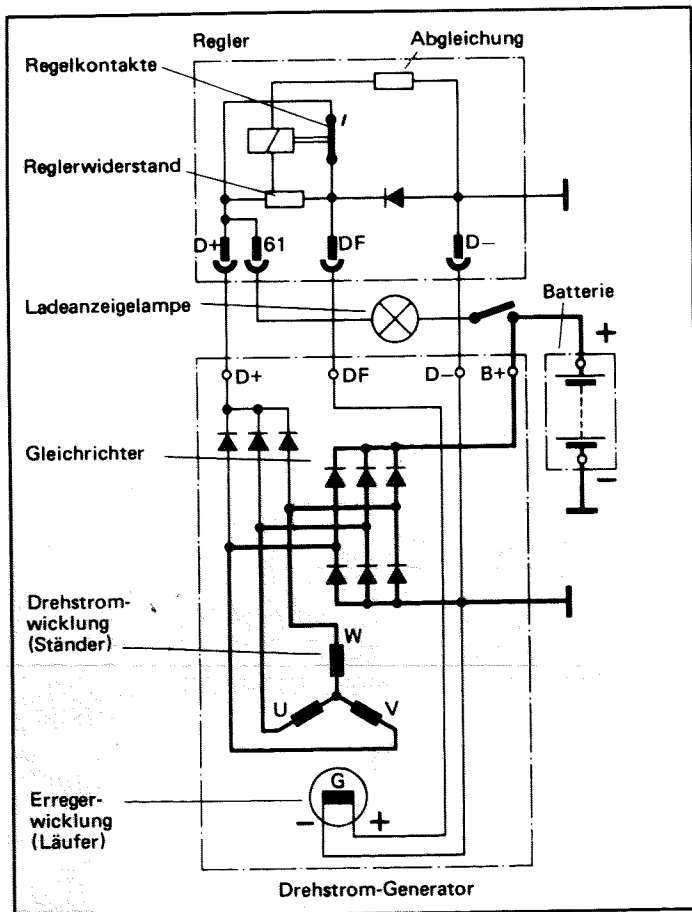 Regler
Abgleichung
Regelkontakte
Reglerwiderstand
D+
61
DF
D–
Ladeanzeigelampe
Batterie
+
D+
DF
D–
B+
Gleichrichter
–
Drehstrom-
wicklung
(Ständer)
W
U
V
G
–
+
Erreger-
wicklung
(Läufer)
Drehstrom-Generator